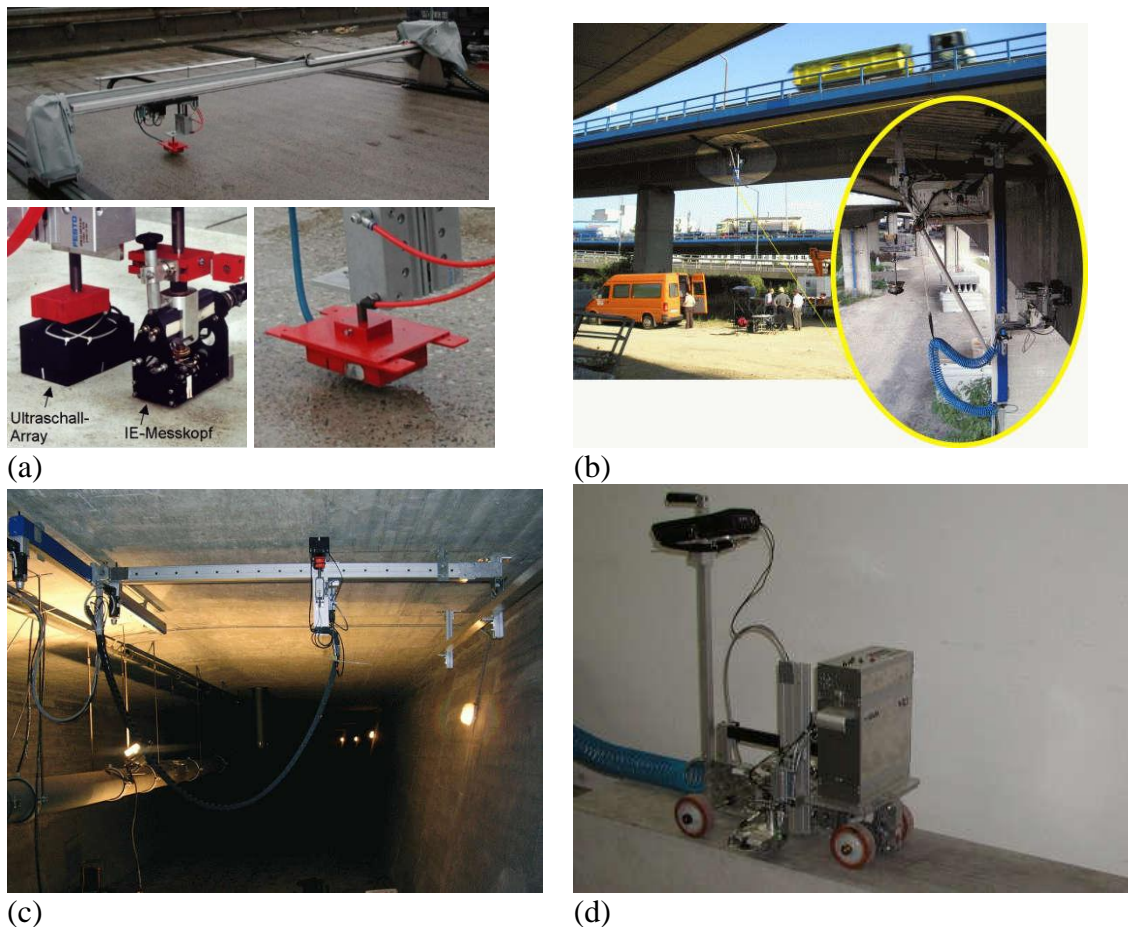 FESTO
Ultraschall-
Array
IE-Messkopf
(a)
(b)
(c)
(d)